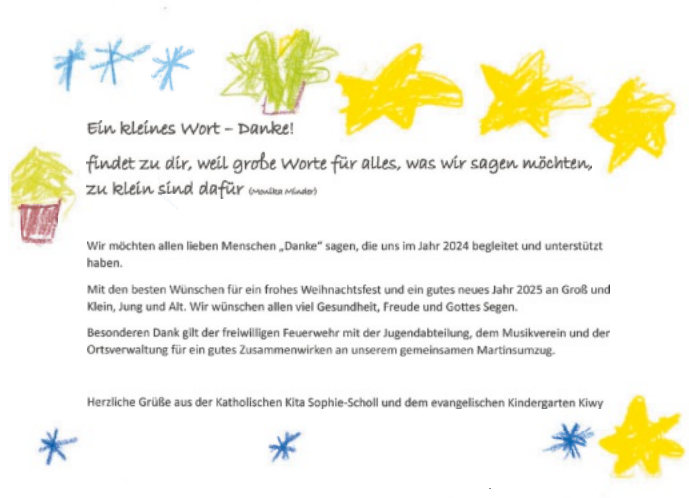 Ein kleines Wort – Danke!
findet zu dir, weil große Worte für alles, was wir sagen möchten,
zu klein sind dafür (Monika Minder)
Wir möchten allen lieben Menschen „Danke“ sagen, die uns im Jahr 2024 begleitet und unterstützt
haben.
Mit den besten Wünschen für ein frohes Weihnachtsfest und ein gutes neues Jahr 2025 an Groß und
Klein, Jung und Alt. Wir wünschen allen viel Gesundheit, Freude und Gottes Segen.
Besonderen Dank gilt der freiwilligen Feuerwehr mit der Jugendabteilung, dem Musikverein und der
Ortsverwaltung für ein gutes Zusammenwirken an unserem gemeinsamen Martinsumzug.
Herzliche Grüße aus der Katholischen Kita Sophie-Scholl und dem evangelischen Kindergarten Kiwy